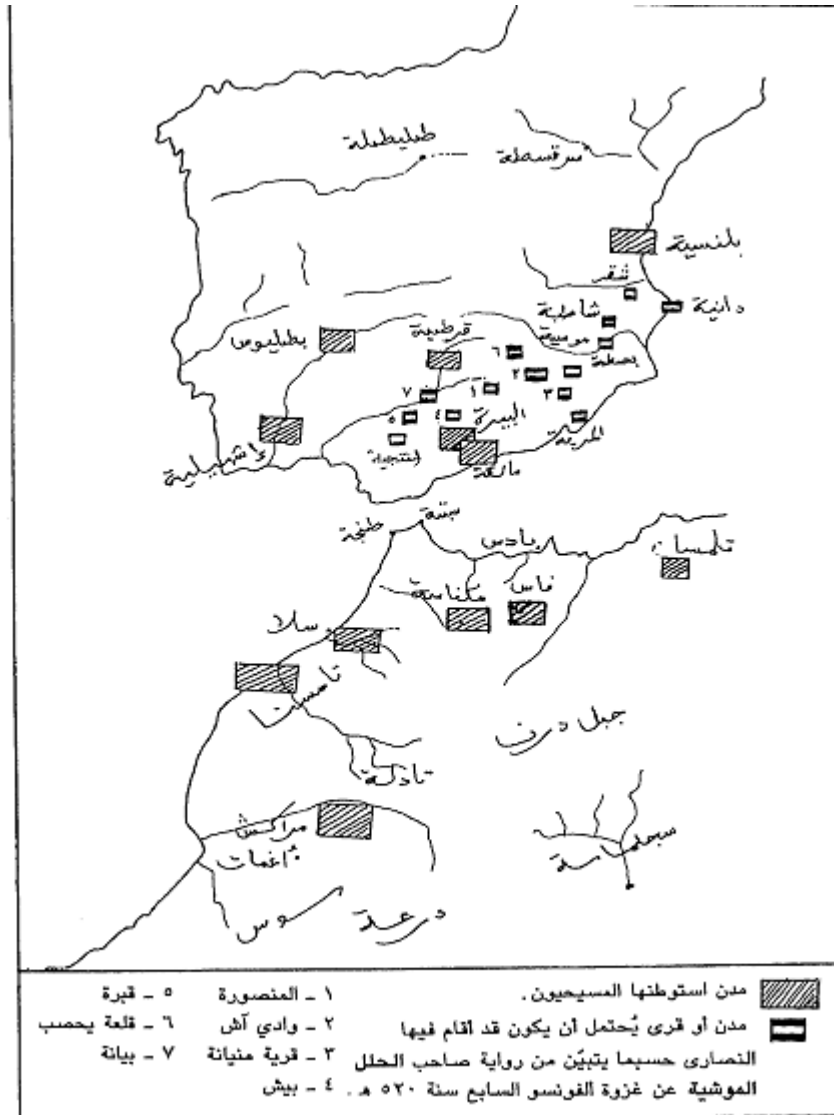 طليطلة
سرقسطة
بلنسية
شقر
دانية
شاطبة
قرطبة
بطليوس
مرسية
٦
بسطة
٢
٧
١
٣
البيرة
٤
٥
المرية
إشبيلية
مالقة
سبتة
طنجة
بادس
تلمسان
فاس
مكناسة
سلا
تامسنا
جبل درن
تادلة
مراكش
أغمات
سجلماسة
درعة
سوس
مدن استوطنها المسيحيون.
مدن أو قرى يُحتمل أن يكون قد أقام فيها
النصارى حسبما يتبيّن من رواية صاحب الحلل
الموشية عن غزوة الفونسو السابع سنة ٥٢٠ هـ.
١ - المنصورة
٢ - وادي آش
٣ - قرية منيانة
٤ - بيش
٥ - قبرة
٦ - قلعة يحصب
٧ - بيانة